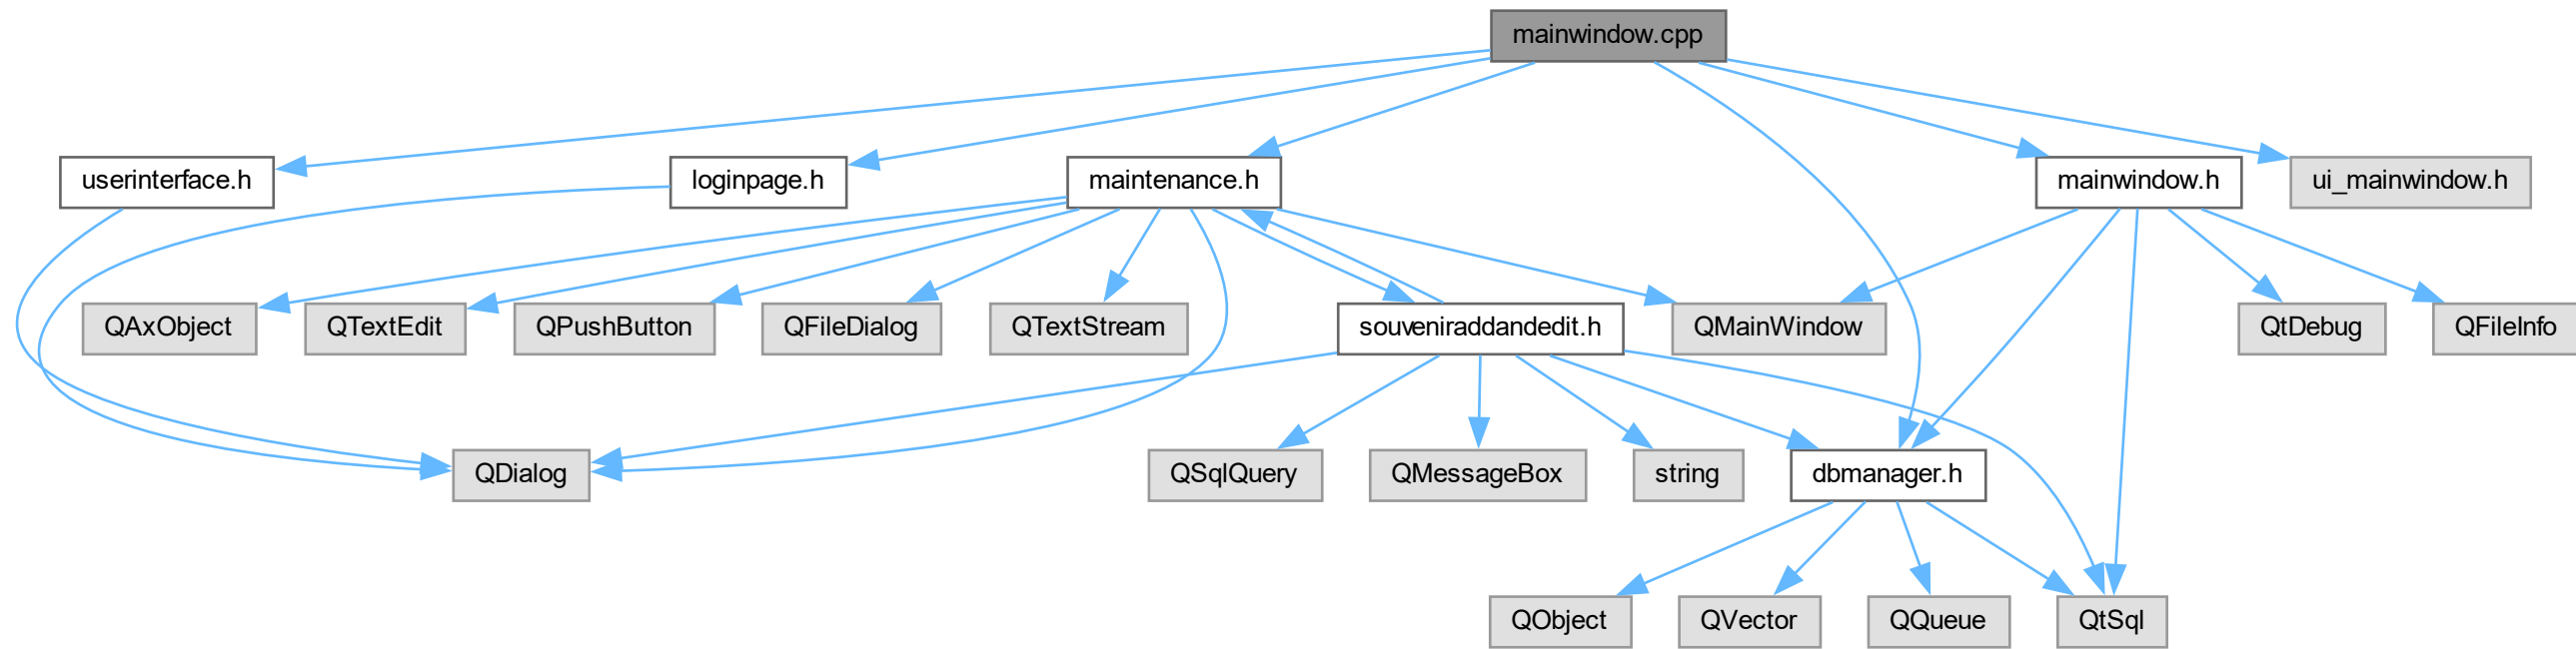 mainwindow.cpp
userinterface.h
loginpage.h
maintenance.h
mainwindow.h
ui_mainwindow.h
QAxObject
QTextEdit
QPushButton
QFileDialog
QTextStream
souveniraddandedit.h
QMainWindow
QtDebug
QFileInfo
QDialog
QSqlQuery
QMessageBox
string
dbmanager.h
QObject
QVector
QQueue
QtSql